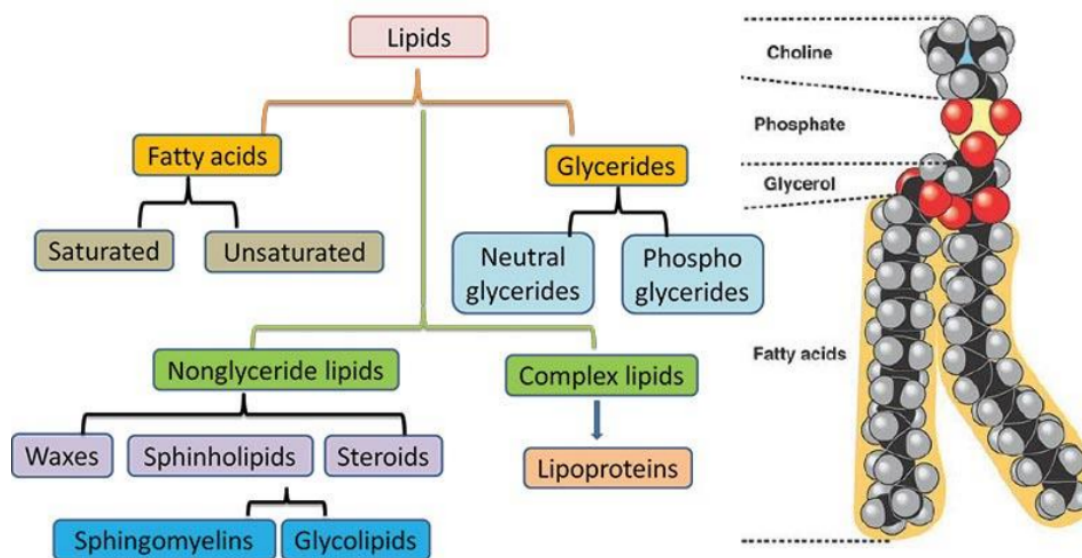 Lipids
Fatty acids
Glycerides
Saturated
Unsaturated
Neutral
glycerides
Phospho
glycerides
Nonglyceride lipids
Complex lipids
Waxes
Sphinholipids
Steroids
Lipoproteins
Sphingomyelins
Glycolipids
Choline
Phosphate
Glycerol
Fatty acids